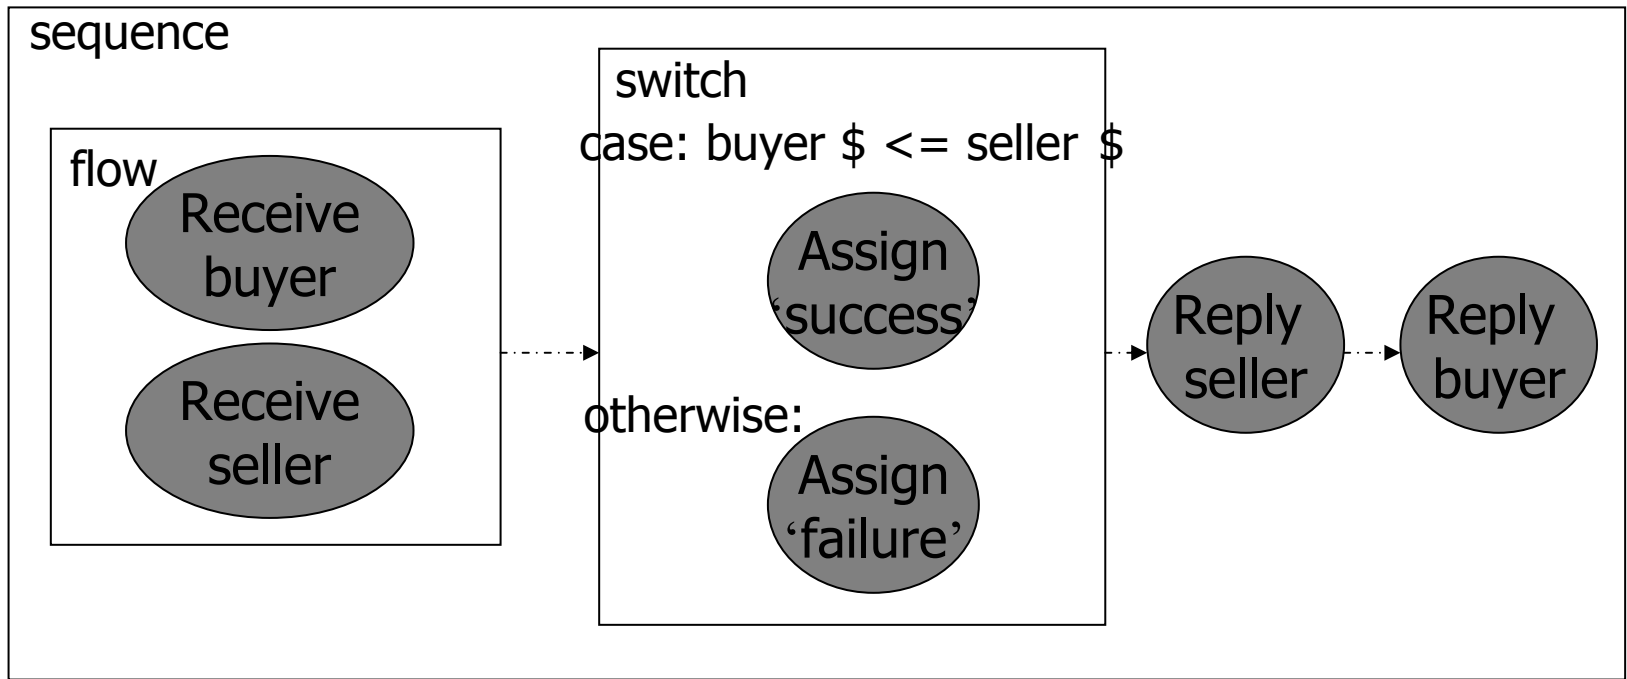 sequence
flow
Receive
buyer
Receive
seller
switch
case: buyer $ <= seller $
Assign
‘success’
otherwise:
Assign
‘failure’
Reply
seller
Reply
buyer